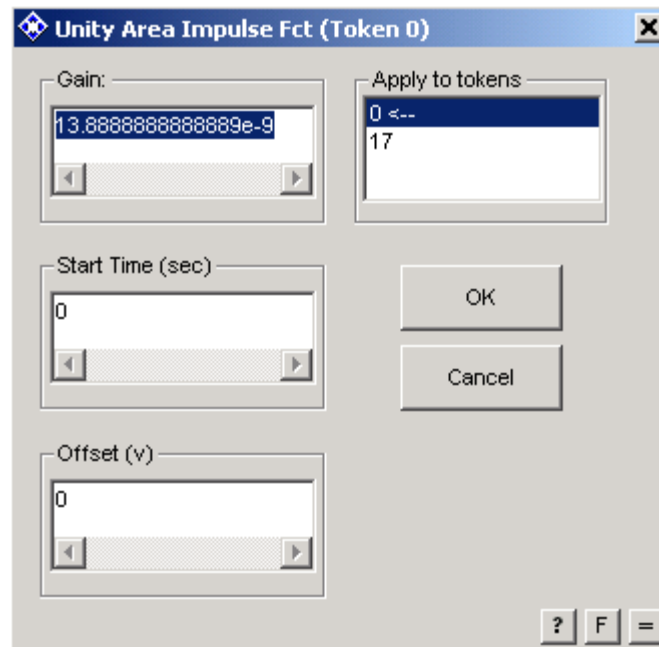 Unity Area Impulse Fct (Token 0)
Gain:
13.8888888888889e-9
Apply to tokens
0 <--
17
Start Time (sec)
0
OK
Cancel
Offset (v)
0
? F =